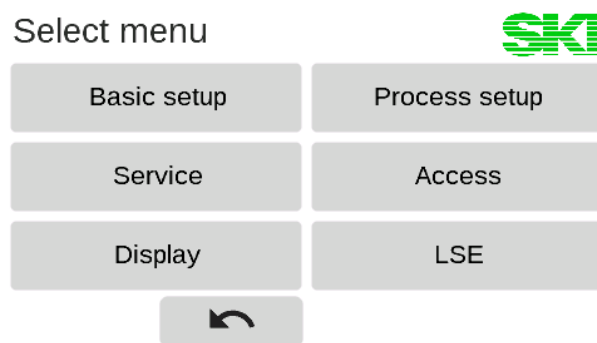 Select menu
SKI
Basic setup
Process setup
Service
Access
Display
LSE